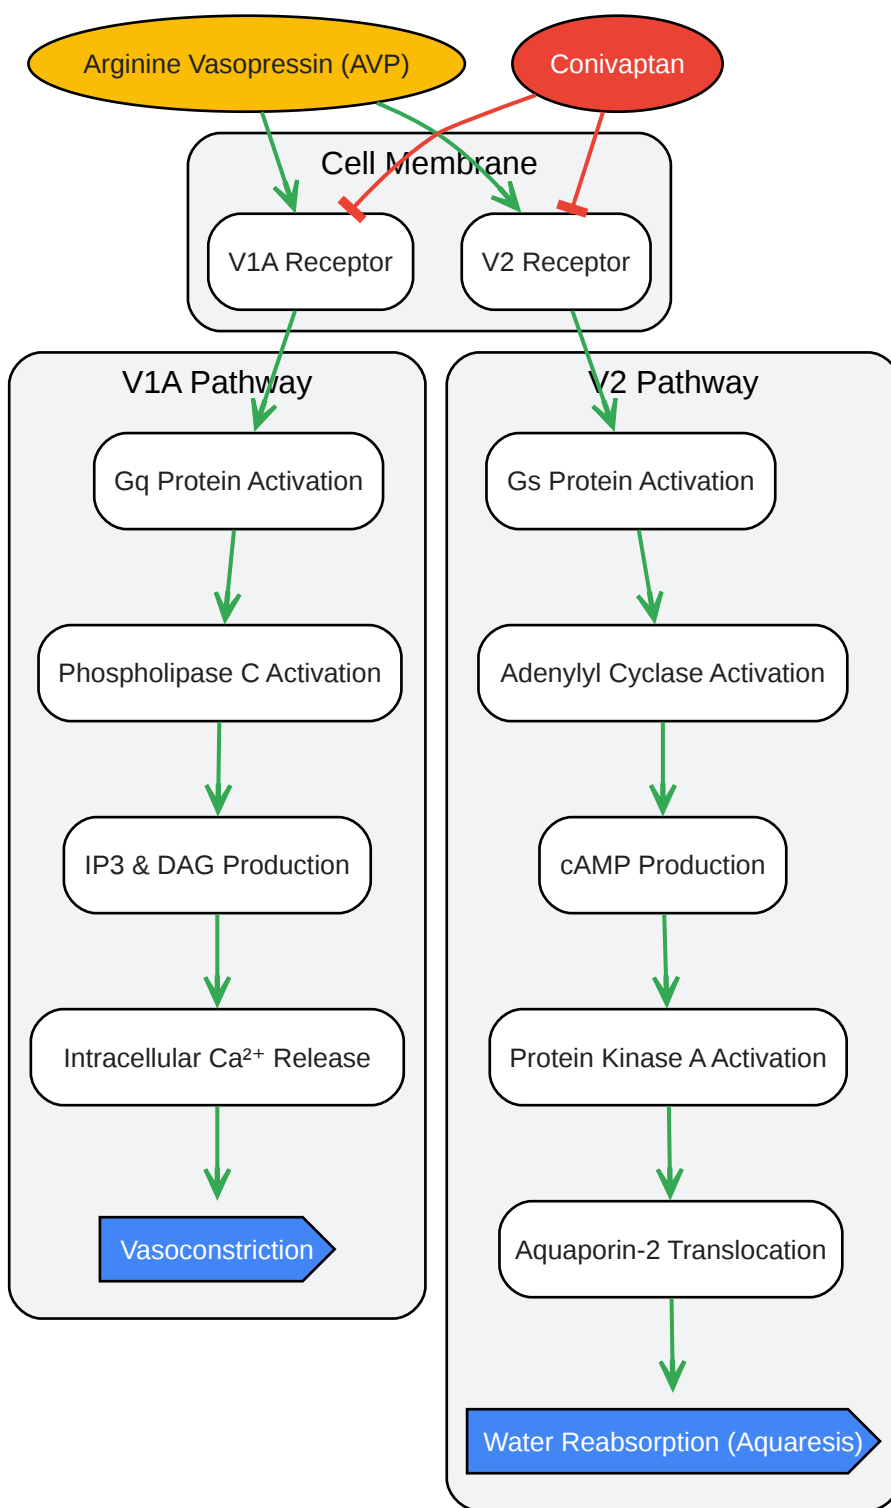 Arginine Vasopressin (AVP)
Conivaptan
Cell Membrane
V1A Receptor
V2 Receptor
V1A Pathway
Gq Protein Activation
Phospholipase C Activation
IP3 & DAG Production
Intracellular Ca²⁺ Release
Vasoconstriction
V2 Pathway
Gs Protein Activation
Adenylyl Cyclase Activation
cAMP Production
Protein Kinase A Activation
Aquaporin-2 Translocation
Water Reabsorption (Aquaresis)